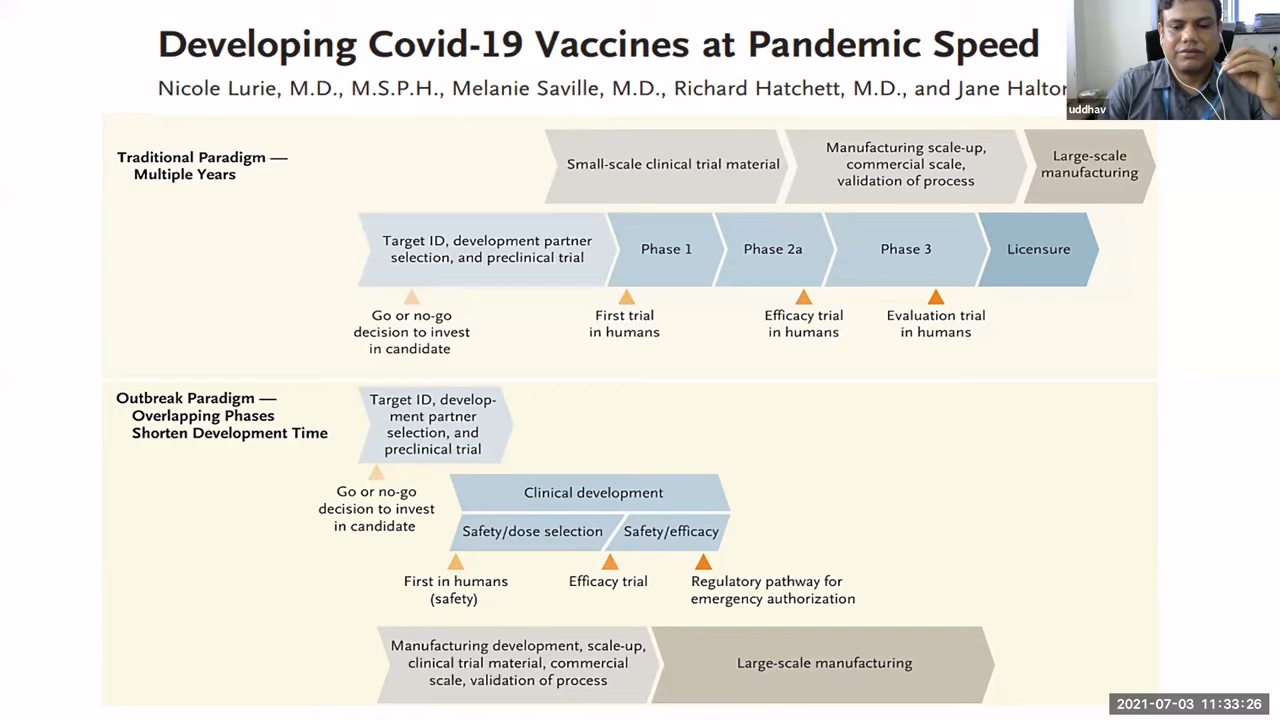 Developing Covid-19 Vaccines at Pandemic Speed
Nicole Lurie, M.D., M.S.P.H., Melanie Saville, M.D., Richard Hatchett, M.D., and Jane Halton
uddhav
Traditional Paradigm —
Multiple Years
Small-scale clinical trial material
Manufacturing scale-up,
commercial scale,
validation of process
Large-scale
manufacturing
Target ID, development partner
selection, and preclinical trial
Phase 1
Phase 2a
Phase 3
Licensure
Go or no-go
decision to invest
in candidate
First trial
in humans
Efficacy trial
in humans
Evaluation trial
in humans
Outbreak Paradigm —
Overlapping Phases
Shorten Development Time
Target ID, develop-
ment partner
selection, and
preclinical trial
Go or no-go
decision to invest
in candidate
Clinical development
Safety/dose selection
Safety/efficacy
First in humans
(safety)
Efficacy trial
Regulatory pathway for
emergency authorization
Manufacturing development, scale-up,
clinical trial material, commercial
scale, validation of process
Large-scale manufacturing
2021-07-03 11:33:26